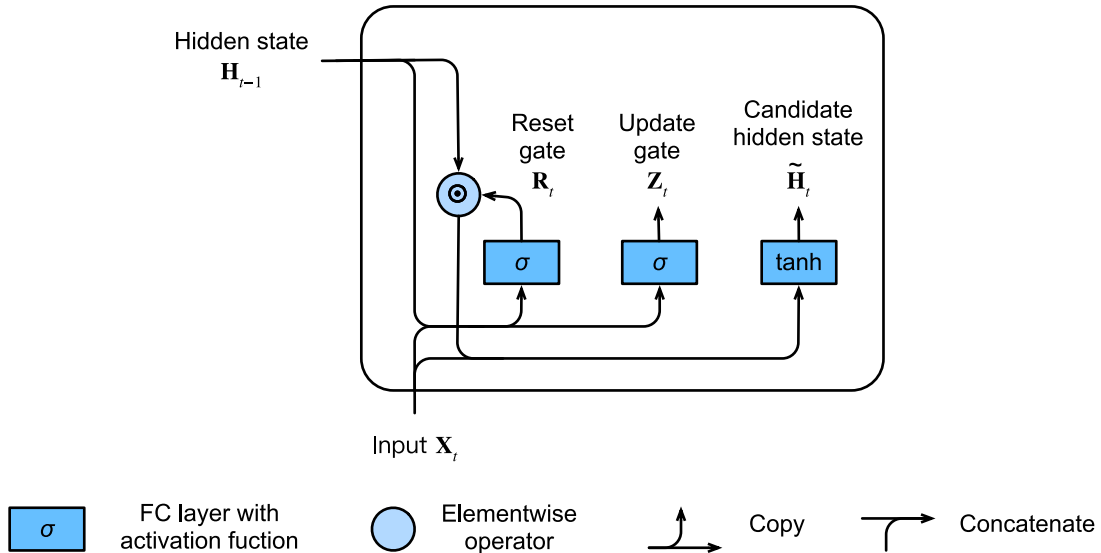 Hidden state
H_{t−1}
Reset
gate
R_t
Update
gate
Z_t
Candidate
hidden state
H̃_t
⊙
σ
σ
tanh
Input X_t
σ
FC layer with
activation fuction
Elementwise
operator
Copy
Concatenate